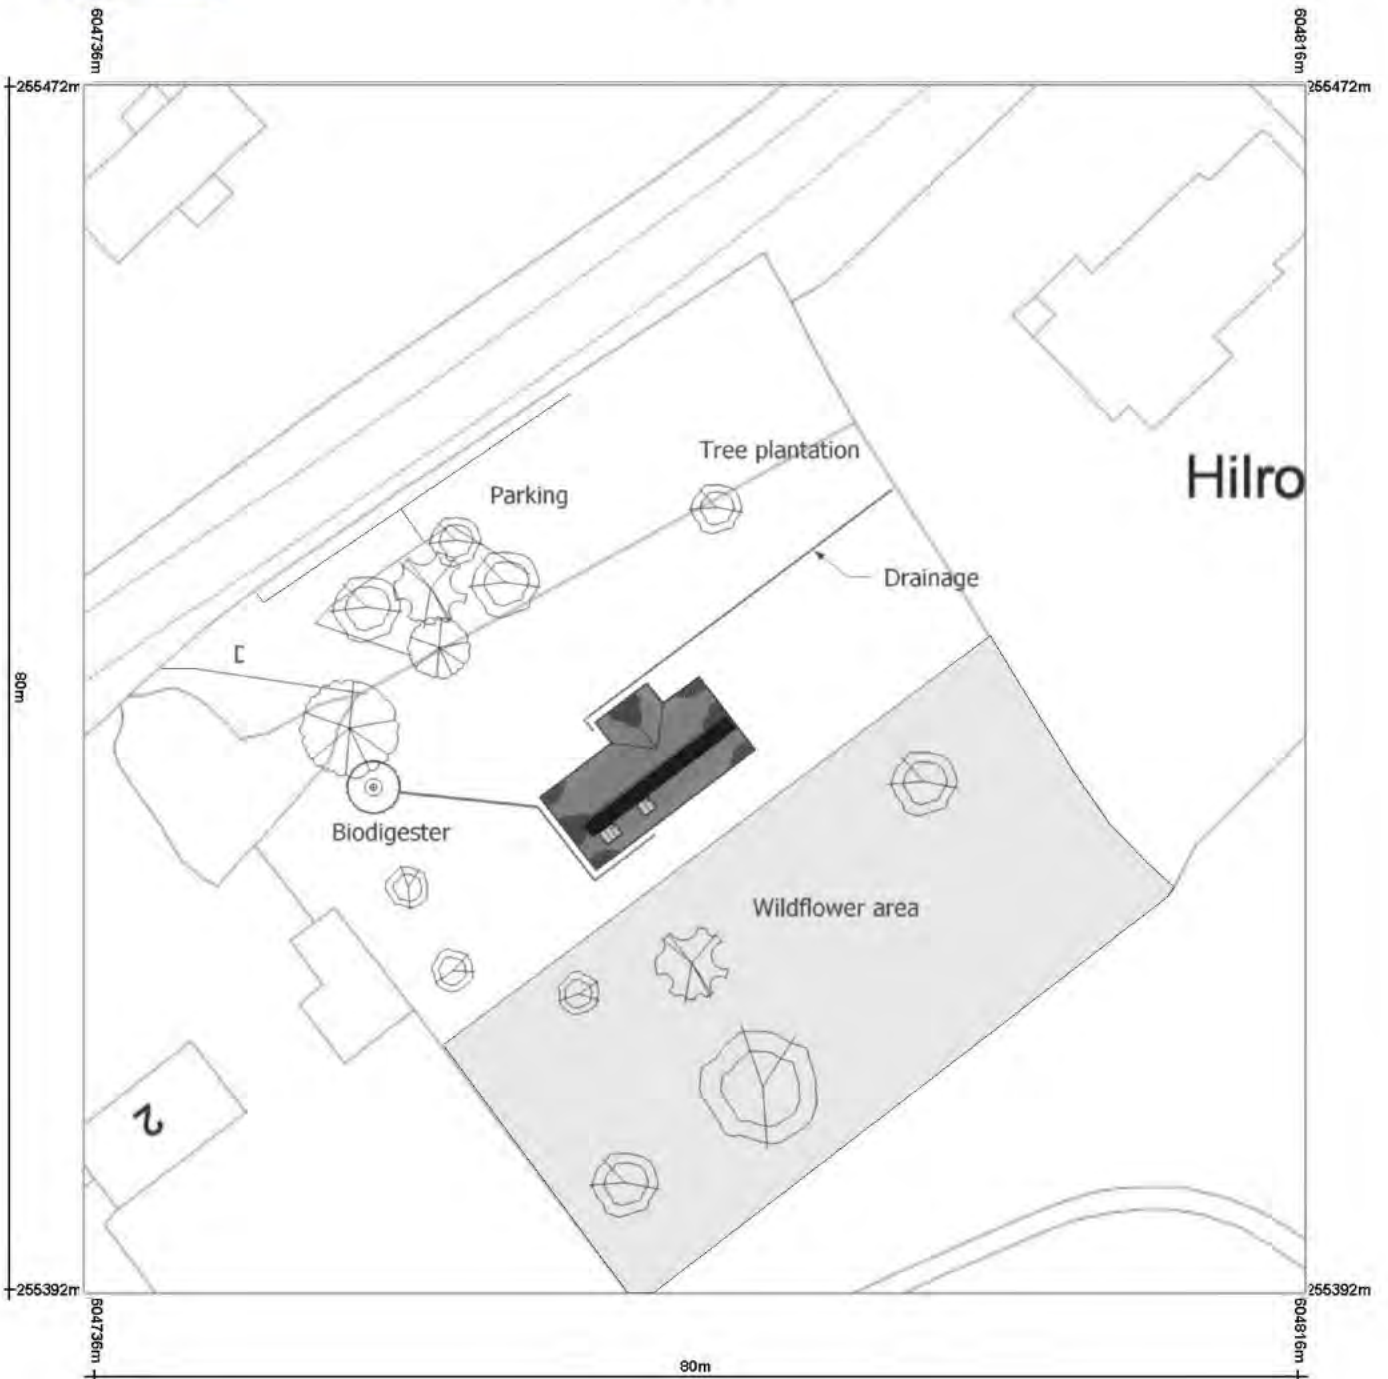 604736m
604816m
255472m
255472m
Hilro
Tree plantation
Parking
Drainage
80m
Biodigester
Wildflower area
2
255392m
255392m
604736m
604816m
80m